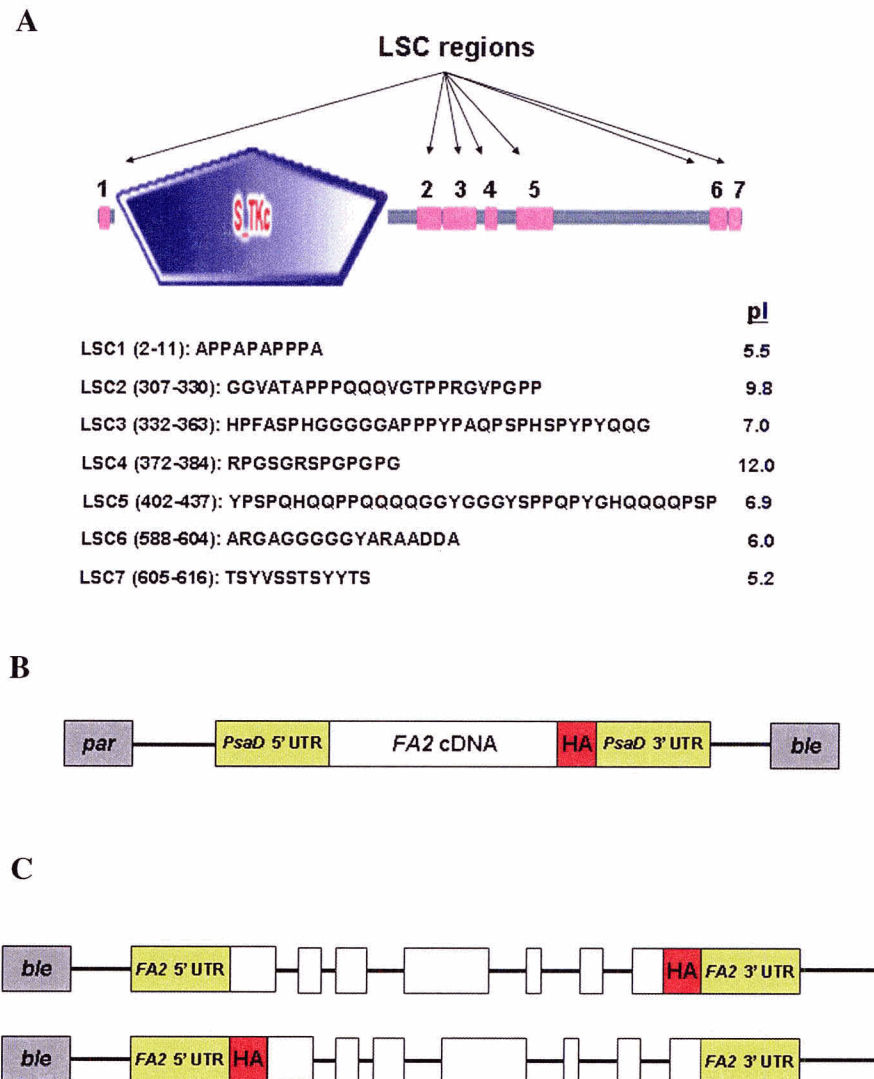 A
LSC regions
1 2 3 4 5 6 7
S_TKc
pI
LSC1 (2-11): APPAPAPPPA 5.5
LSC2 (307-330): GGVATAPPPQQQVGTPPRGVPGPP 9.8
LSC3 (332-363): HPFASPHGGGGGAPPPYPAQPSPHSPYPYQQG 7.0
LSC4 (372-384): RPGSGRSPGPGPG 12.0
LSC5 (402-437): YPSPQHQQPPQQQQGGYGGGYSPPQPYGHQQQQPSP 6.9
LSC6 (588-604): ARGAGGGGGYARAADDA 6.0
LSC7 (605-616): TSYVSSTSYYTS 5.2
B
par PsaD 5' UTR FA2 cDNA HA PsaD 3' UTR ble
C
ble FA2 5' UTR HA FA2 3' UTR
ble FA2 5' UTR HA FA2 3' UTR